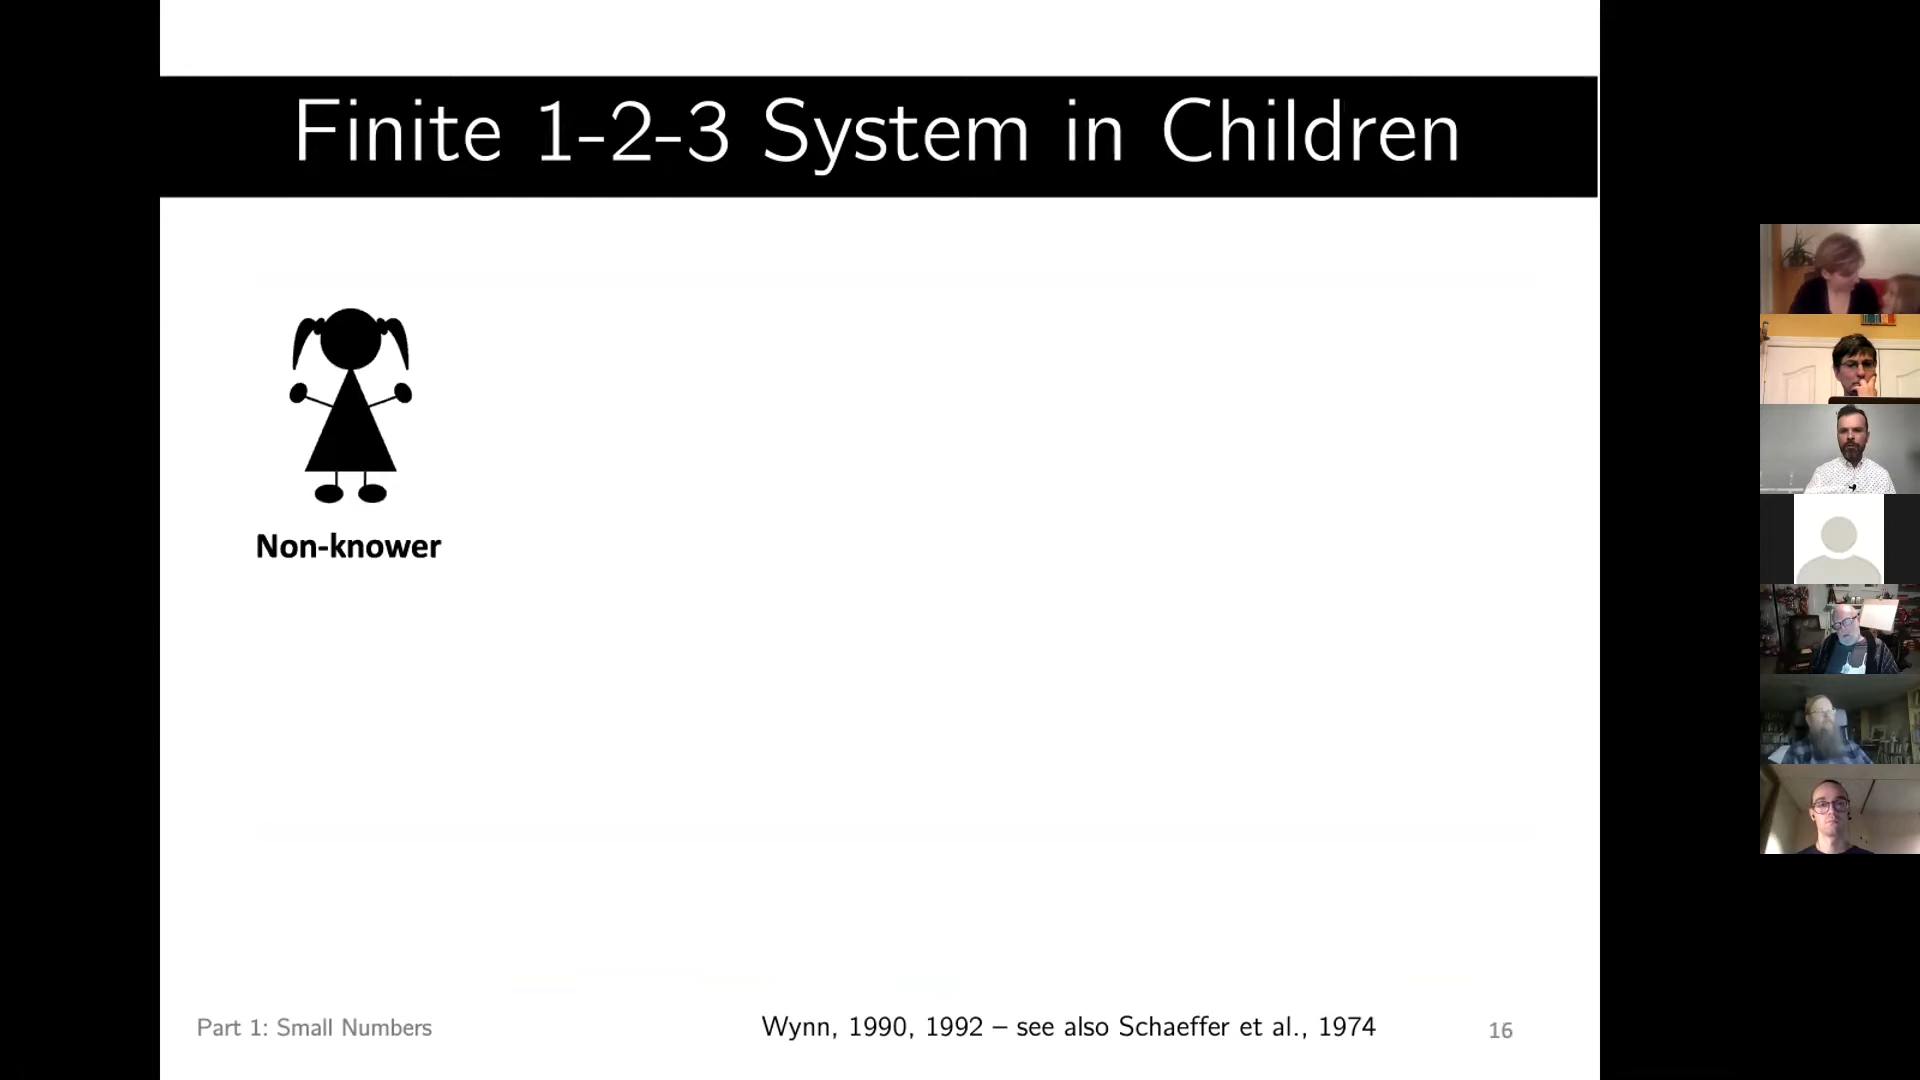 Finite 1-2-3 System in Children
Non-knower
Part 1: Small Numbers
Wynn, 1990, 1992 – see also Schaeffer et al., 1974
16